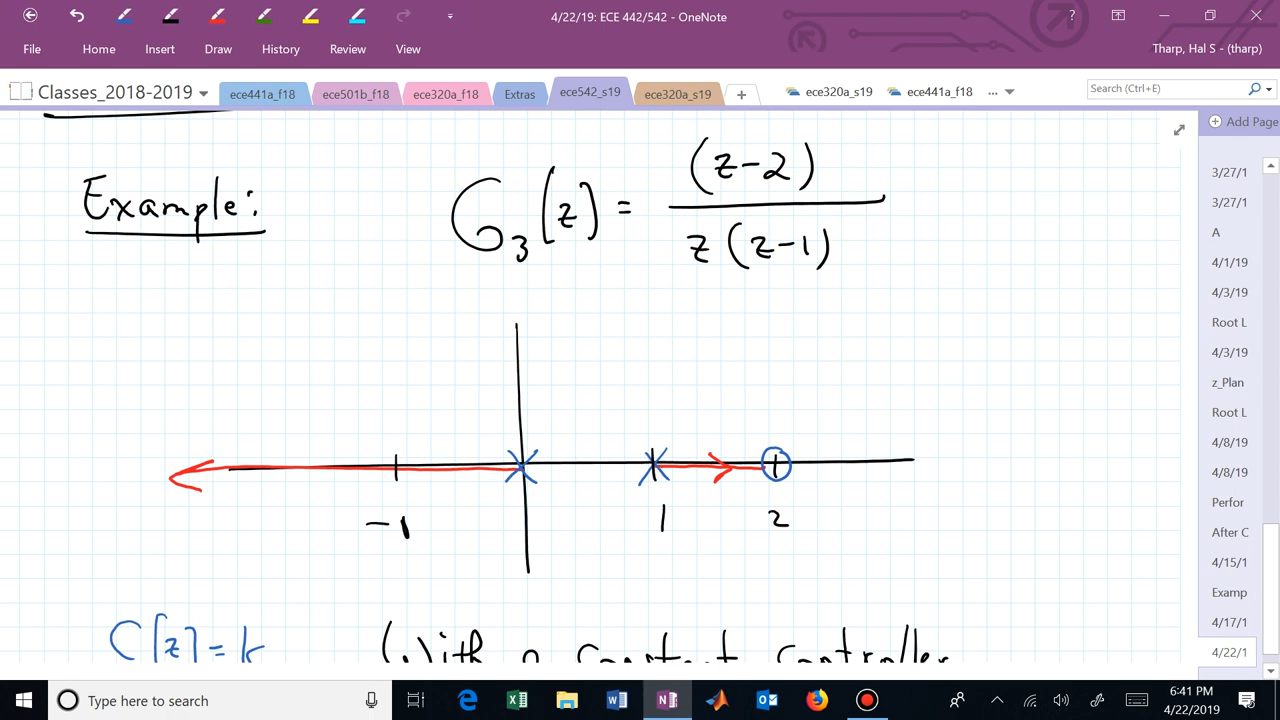 4/22/19: ECE 442/542 - OneNote
?
File Home Insert Draw History Review View
Tharp, Hal S - (tharp)
Classes_2018-2019 ece441a_f18 ece501b_f18 ece320a_f18 Extras ece542_s19 ece320a_s19 + ece320a_s19 ece441a_f18 ... Search (Ctrl+E)
Add Page
Example: G₃[z] = (z-2) / z(z-1)
-1 1 2
C[z] = k With a constant controller
3/27/1
3/27/1
A
4/1/19
4/3/19
Root L
4/3/19
z_Plan
Root L
4/8/19
4/8/19
Perfor
After C
4/15/1
Examp
4/17/1
4/22/1
Type here to search
6:41 PM
4/22/2019